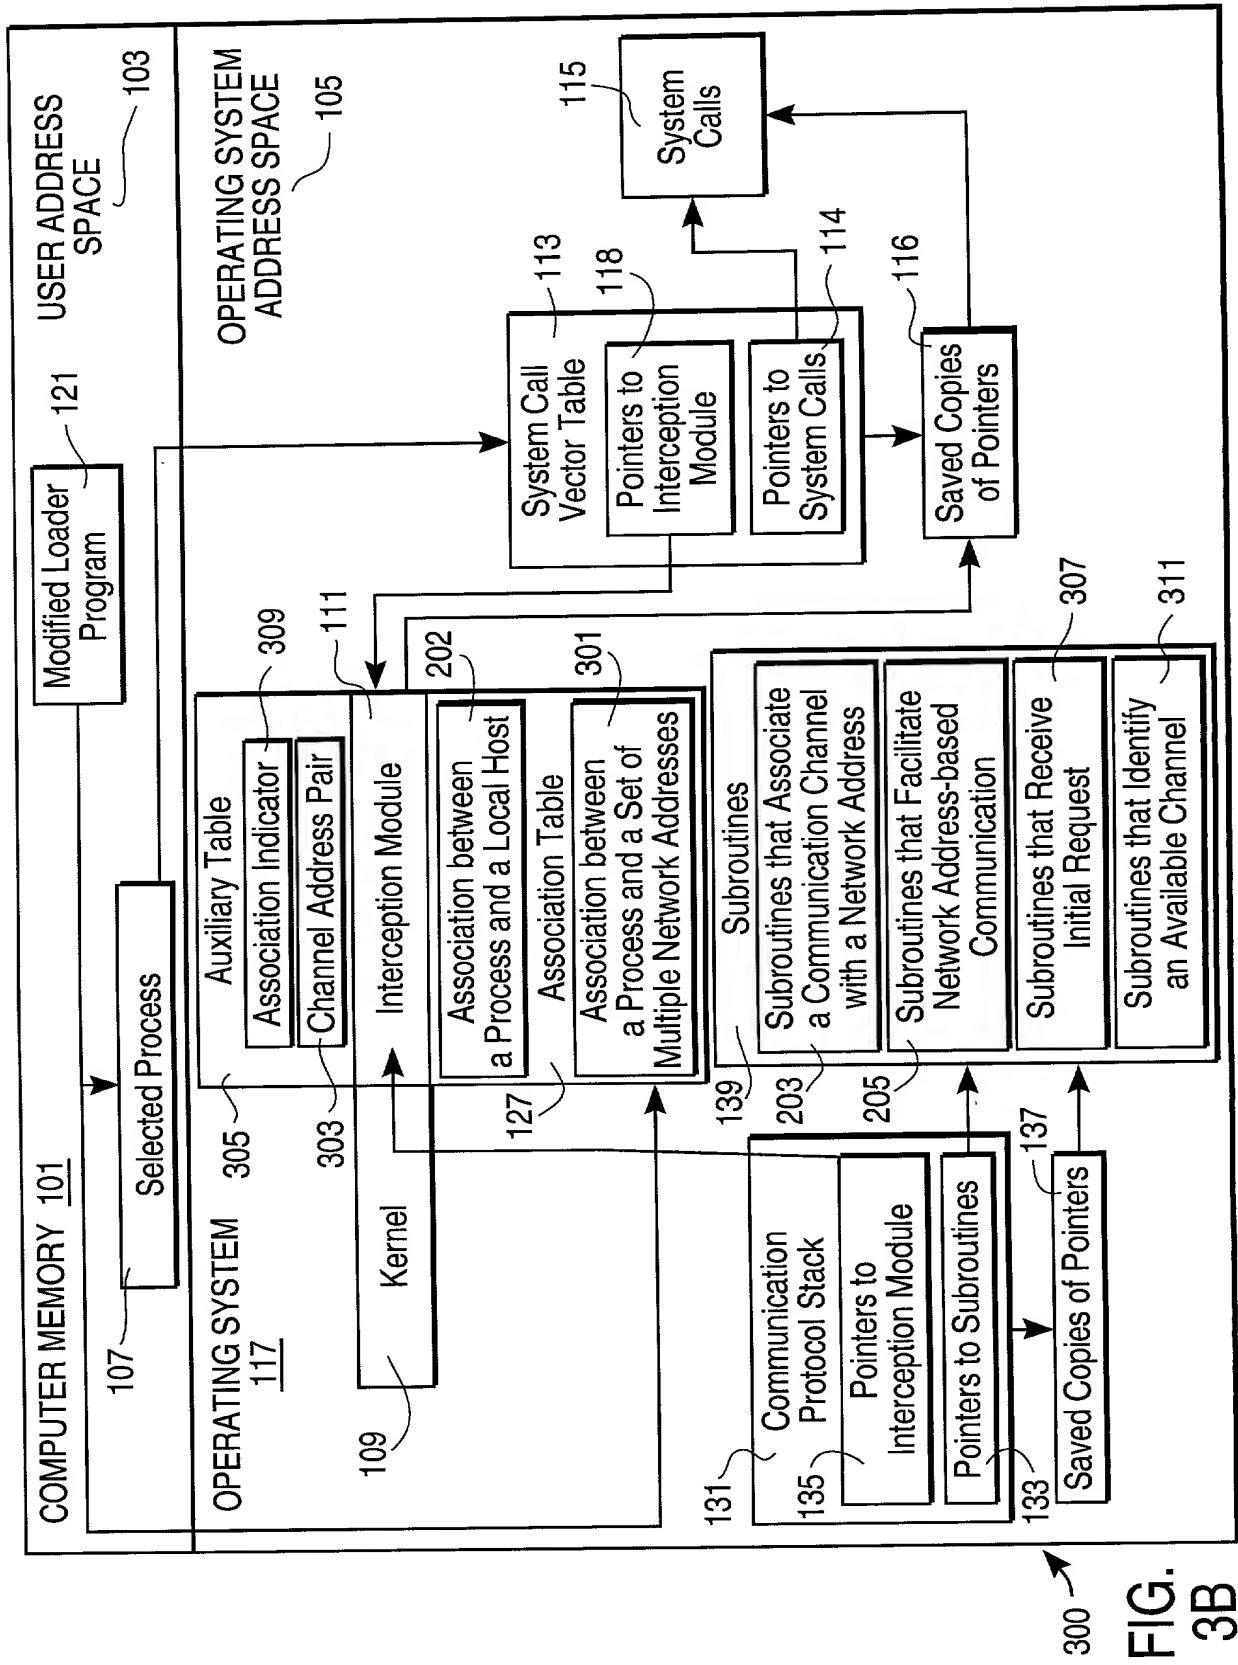 COMPUTER MEMORY 101
USER ADDRESS
SPACE
103
Modified Loader
Program
121
107
Selected Process
OPERATING SYSTEM
117
OPERATING SYSTEM
ADDRESS SPACE
105
305
Auxiliary Table
Association Indicator
309
303
Channel Address Pair
109
Kernel
Interception Module
111
Association between
a Process and a Local Host
202
127
Association Table
Association between
a Process and a Set of
Multiple Network Addresses
301
System Call
Vector Table
113
Pointers to
Interception
Module
118
Pointers to
System Calls
114
115
System
Calls
Saved Copies
of Pointers
116
131
Communication
Protocol Stack
135
Pointers to
Interception Module
Pointers to Subroutines
133
Saved Copies of Pointers
137
139
Subroutines
203
Subroutines that Associate
a Communication Channel
with a Network Address
205
Subroutines that Facilitate
Network Address-based
Communication
Subroutines that Receive
Initial Request
307
Subroutines that Identify
an Available Channel
311
300
FIG.
3B